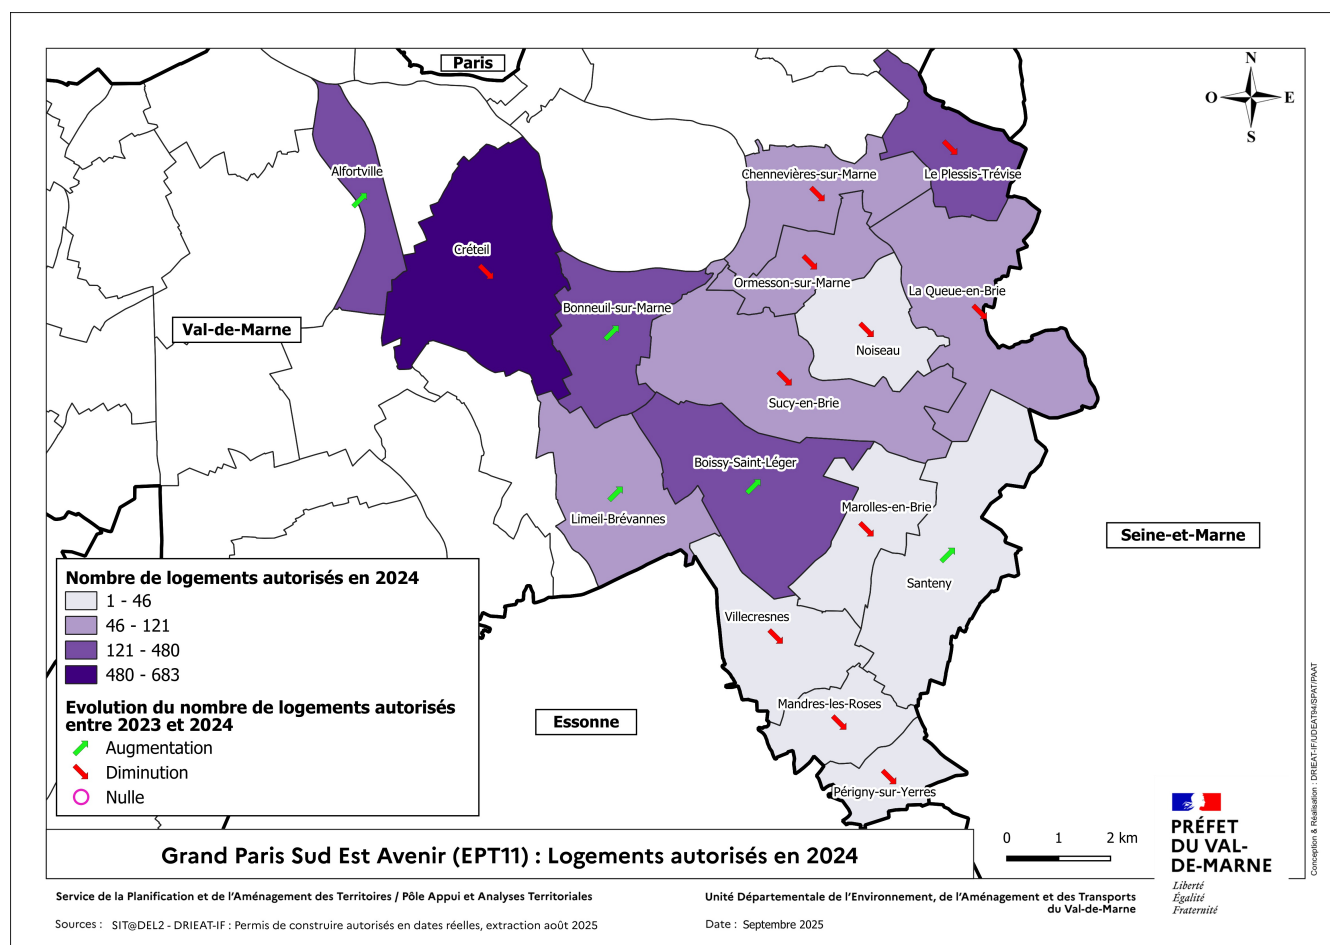 Paris
N
O
E
S
Alfortville
Chennevières-sur-Marne
Le Plessis-Trévise
Créteil
Ormesson-sur-Marne
La Queue-en-Brie
Bonneuil-sur-Marne
Val-de-Marne
Noiseau
Sucy-en-Brie
Boissy-Saint-Léger
Limeil-Brévannes
Marolles-en-Brie
Seine-et-Marne
Santeny
Villecresnes
Mandres-les-Roses
Essonne
Périgny-sur-Yerres
Nombre de logements autorisés en 2024
1 - 46
46 - 121
121 - 480
480 - 683
Evolution du nombre de logements autorisés
entre 2023 et 2024
Augmentation
Diminution
Nulle
Grand Paris Sud Est Avenir (EPT11) : Logements autorisés en 2024
0 1 2 km
PRÉFET
DU VAL-
DE-MARNE
Liberté
Égalité
Fraternité
Conception & Réalisation : DRIEAT-IF/UDEAT94/SPAT/PAAT
Service de la Planification et de l'Aménagement des Territoires / Pôle Appui et Analyses Territoriales
Sources : SIT@DEL2 - DRIEAT-IF : Permis de construire autorisés en dates réelles, extraction août 2025
Unité Départementale de l'Environnement, de l'Aménagement et des Transports
du Val-de-Marne
Date : Septembre 2025